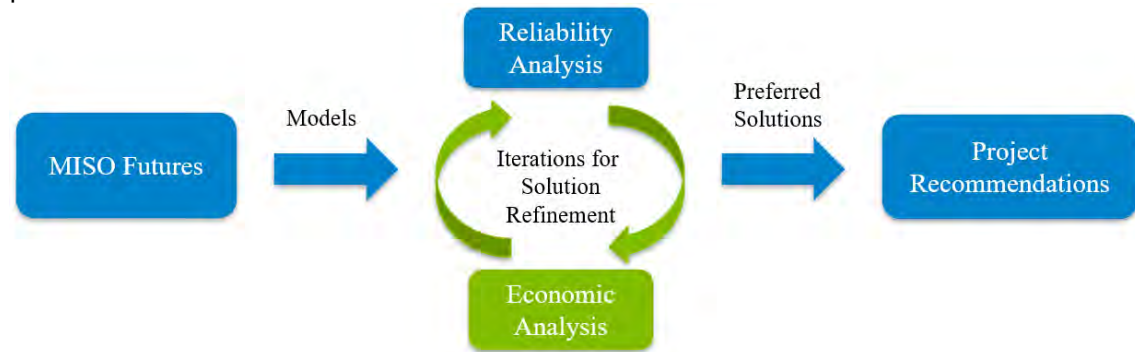 MISO Futures
Models
Reliability
Analysis
Iterations for
Solution
Refinement
Economic
Analysis
Preferred
Solutions
Project
Recommendations